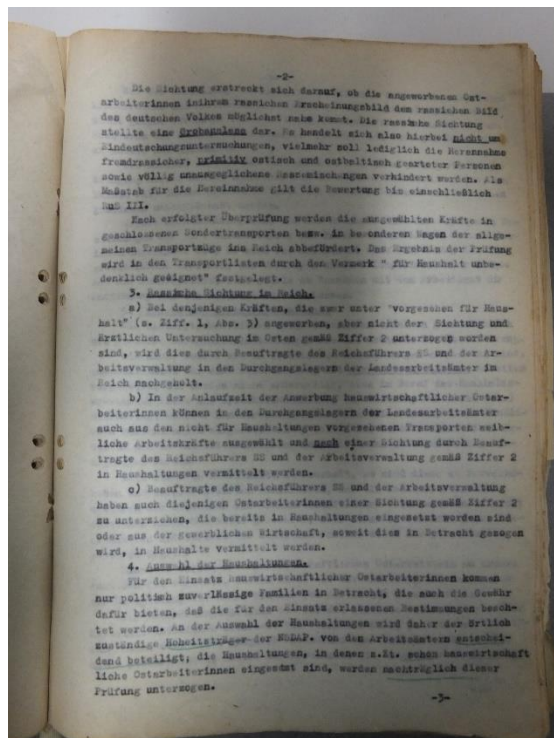 -2-
Die Sichtung erstreckt sich darauf, ob die angeworbenen Ost-
arbeiterinnen inihrem rassischen Erscheinungsbild dem rassischen Bild
des deutschen Volkes möglichst nahe kommt. Die rassische Sichtung
stellte eine Grobauslese dar. Es handelt sich also hierbei nicht um
Eindeutschungsuntersuchungen, vielmehr soll lediglich die Hereinnahme
fremdrassischer, primitiv ostisch und ostbaltisch gearteter Personen
sowie völlig unausgeglichene Rassemischungen verhindert werden. Als
Maßstab für die Hereinnahme gilt die Bewertung bis einschließlich
RuS III.
Nach erfolgter Überprüfung werden die ausgewählten Kräfte in
geschlossenen Sondertransporten bezw. in besonderen Wagen der allge-
meinen Transportzüge ins Reich abbefördert. Das Ergebnis der Prüfung
wird in den Transportlisten durch den Vermerk " für Haushalt unbe-
denklich geeignet" festgelegt.
3. Rassische Sichtung im Reich.
a) Bei denjenigen Kräften, die zwar unter "vorgesehen für Haus-
halt" (s. Ziff. 1, Abs. 3) angeworben, aber nicht der Sichtung und
ärztlichen Untersuchung im Osten gemäß Ziffer 2 unterzogen worden
sind, wird dies durch Beauftragte des Reichsführers SS und der Ar-
beitsverwaltung in den Durchgangslagern der Landesarbeitsämter im
Reich nachgeholt.
b) In der Anlaufzeit der Anwerbung hauswirtschaftlicher Ostar-
beiterinnen können in den Durchgangslagern der Landesarbeitsämter
auch aus den nicht für Haushaltungen vorgesehenen Transporten weib-
liche Arbeitskräfte ausgewählt und nach einer Sichtung durch Beauf-
tragte des Reichsführers SS und der Arbeitsverwaltung gemäß Ziffer 2
in Haushaltungen vermittelt werden.
c) Beauftragte des Reichsführers SS und der Arbeitsverwaltung
haben auch diejenigen Ostarbeiterinnen einer Sichtung gemäß Ziffer 2
zu unterziehen, die bereits in Haushaltungen eingesetzt worden sind
oder aus der gewerblichen Wirtschaft, soweit dies in Betracht gezogen
wird, in Haushalte vermittelt werden.
4. Auswahl der Haushaltungen.
Für den Einsatz hauswirtschaftlicher Ostarbeiterinnen kommen
nur politisch zuverlässige Familien in Betracht, die auch die Gewähr
dafür bieten, daß die für den Einsatz erlassenen Bestimmungen beach-
tet werden. An der Auswahl der Haushaltungen wird daher der örtlich
zuständige Hoheitsträger der NSDAP. von den Arbeitsämtern entschei-
dend beteiligt, die Haushaltungen, in denen z.Zt. schon hauswirtschaft
liche Ostarbeiterinnen eingesetzt sind, werden nachträglich dieser
Prüfung unterzogen.
-3-